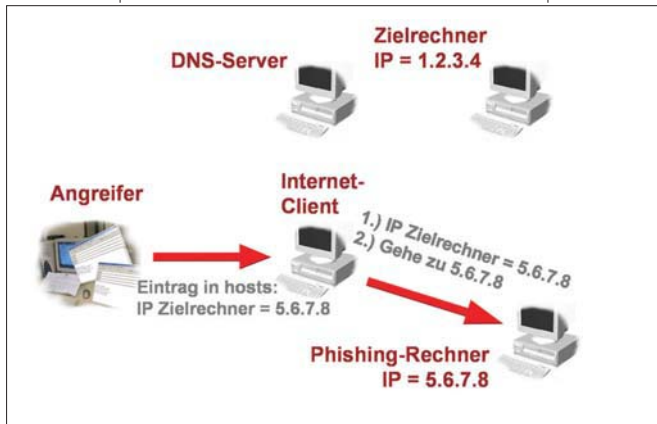 DNS-Server
Zielrechner
IP = 1.2.3.4
Angreifer
Internet-
Client
Eintrag in hosts:
IP Zielrechner = 5.6.7.8
1.) IP Zielrechner = 5.6.7.8
2.) Gehe zu 5.6.7.8
Phishing-Rechner
IP = 5.6.7.8